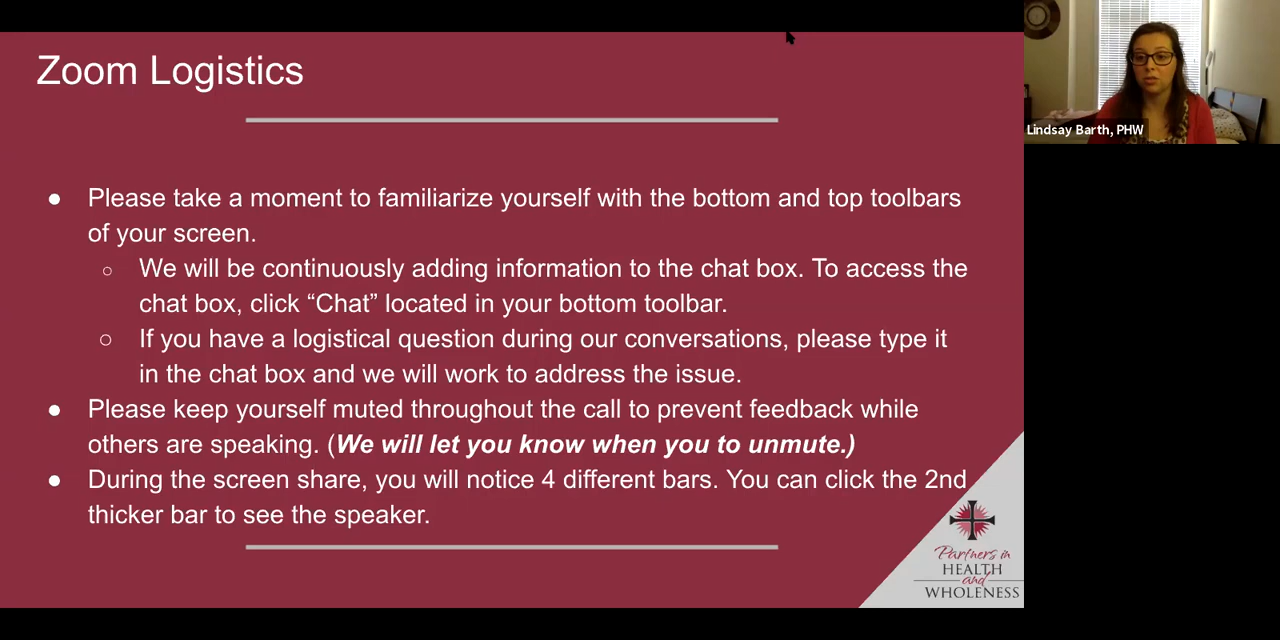 Zoom Logistics
● Please take a moment to familiarize yourself with the bottom and top toolbars
of your screen.
○ We will be continuously adding information to the chat box. To access the
chat box, click “Chat” located in your bottom toolbar.
○ If you have a logistical question during our conversations, please type it
in the chat box and we will work to address the issue.
● Please keep yourself muted throughout the call to prevent feedback while
others are speaking. (We will let you know when you to unmute.)
● During the screen share, you will notice 4 different bars. You can click the 2nd
thicker bar to see the speaker.
Partners in
HEALTH
and
WHOLENESS
Lindsay Barth, PHW